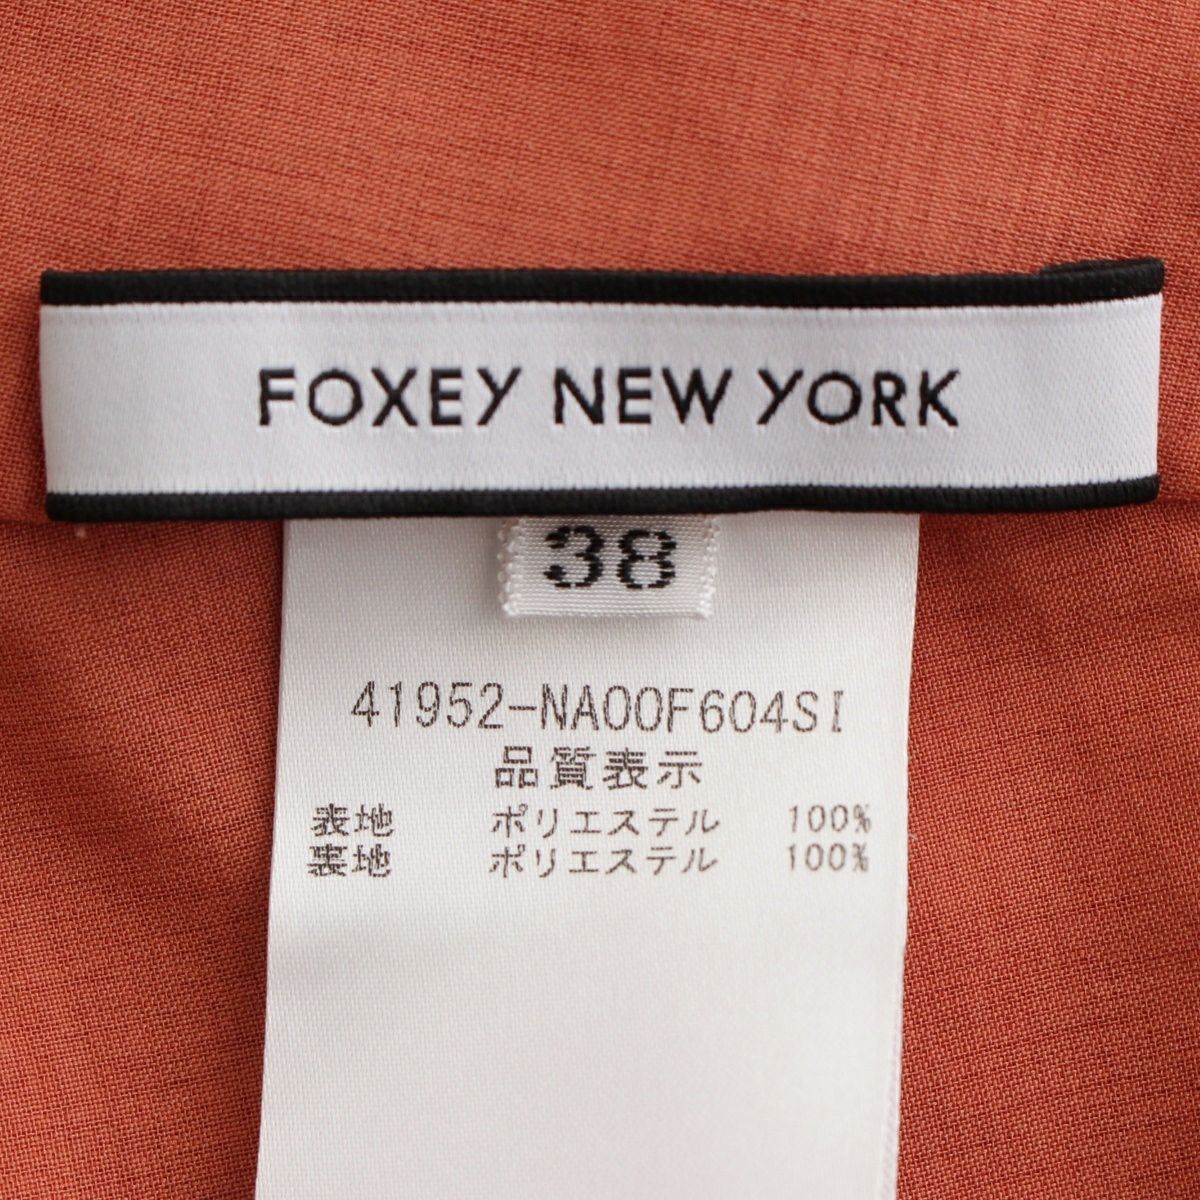 FOXEY NEW YORK
38
41952-NA00F604SI
品質表示
表地 ポリエステル 100%
裏地 ポリエステル 100%